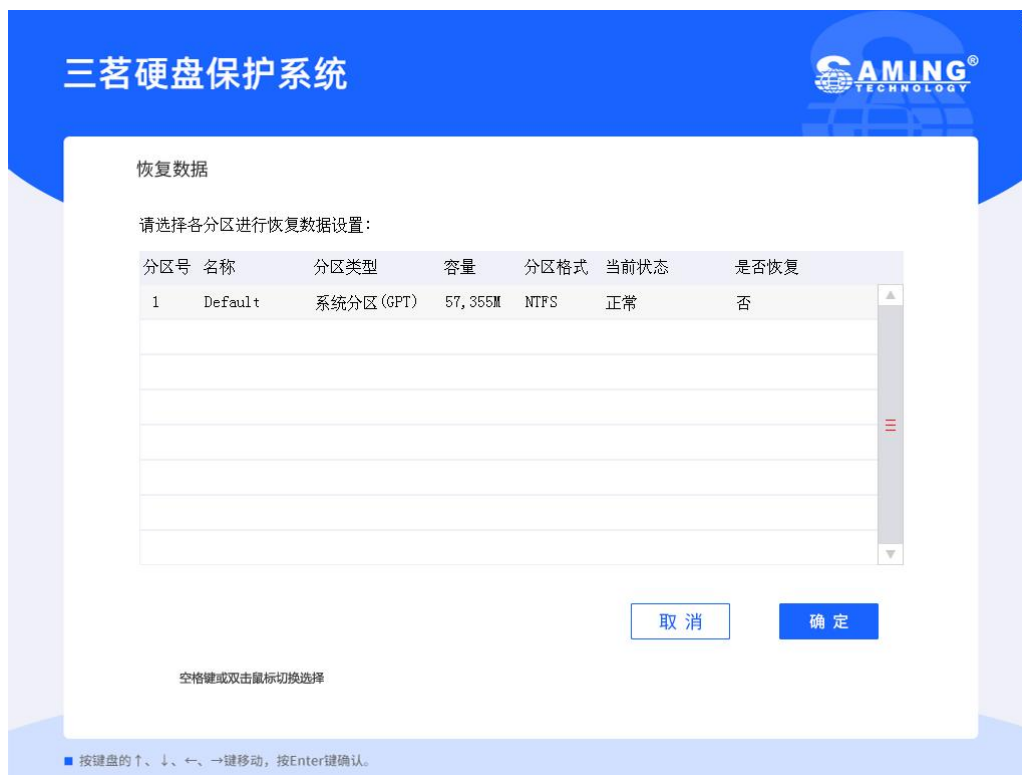 三茗硬盘保护系统
SAMING®
TECHNOLOGY
恢复数据
请选择各分区进行恢复数据设置:
分区号 名称 分区类型 容量 分区格式 当前状态 是否恢复
1 Default 系统分区(GPT) 57,355M NTFS 正常 否
取消 确定
空格键或双击鼠标切换选择
按键盘的↑、↓、←、→键移动，按Enter键确认。